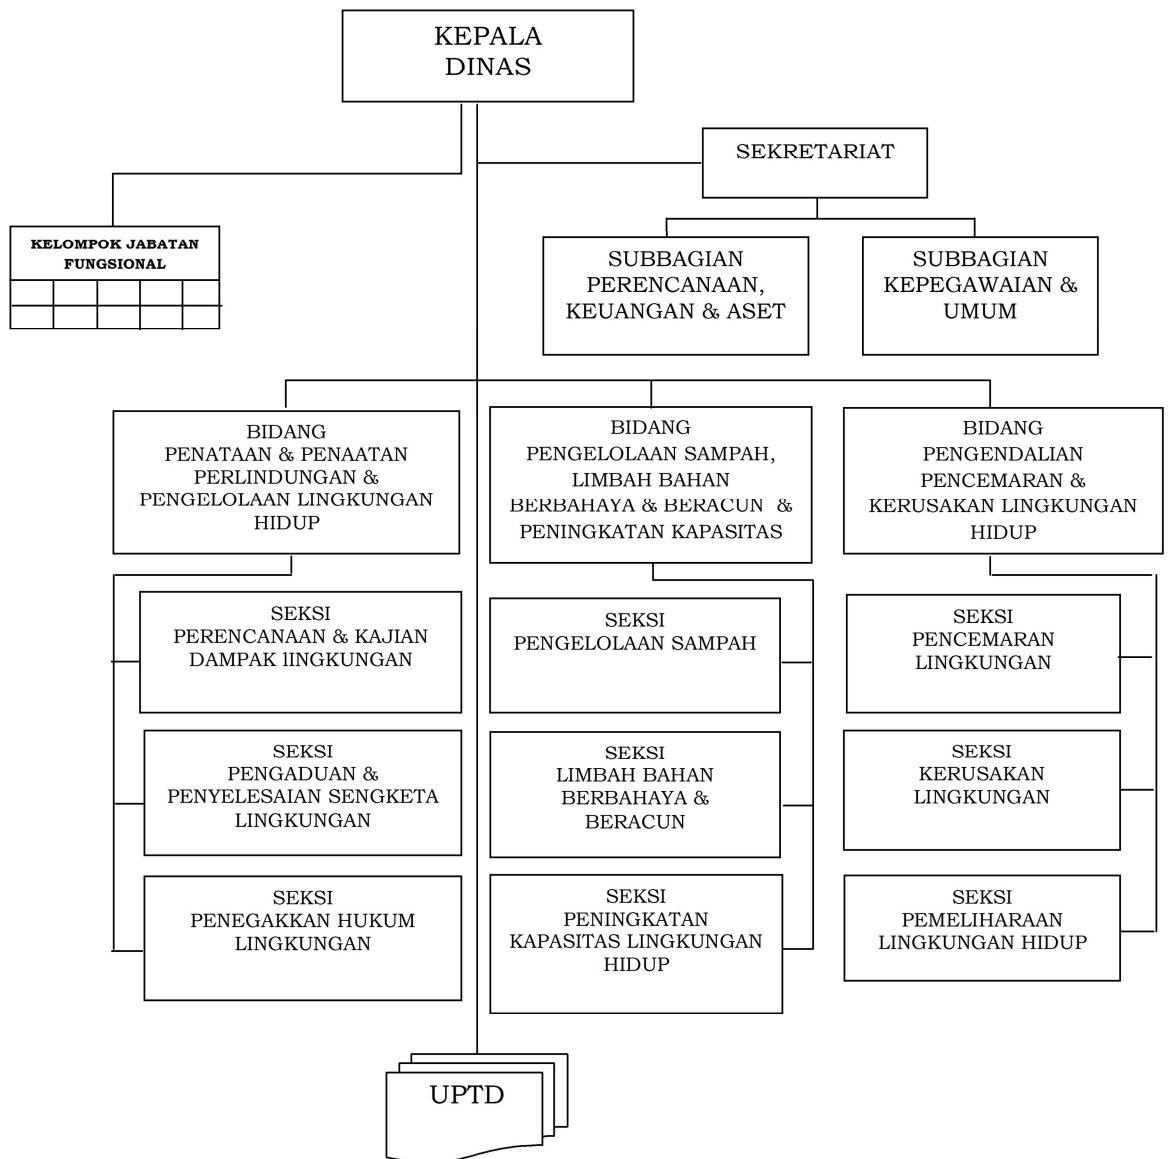 KEPALA
DINAS
SEKRETARIAT
KELOMPOK JABATAN
FUNGSIONAL
SUBBAGIAN
PERENCANAAN,
KEUANGAN & ASET
SUBBAGIAN
KEPEGAWAIAN &
UMUM
BIDANG
PENATAAN & PENAATAN
PERLINDUNGAN &
PENGELOLAAN LINGKUNGAN
HIDUP
BIDANG
PENGELOLAAN SAMPAH,
LIMBAH BAHAN
BERBAHAYA & BERACUN &
PENINGKATAN KAPASITAS
BIDANG
PENGENDALIAN
PENCEMARAN &
KERUSAKAN LINGKUNGAN
HIDUP
SEKSI
PERENCANAAN & KAJIAN
DAMPAK lINGKUNGAN
SEKSI
PENGELOLAAN SAMPAH
SEKSI
PENCEMARAN
LINGKUNGAN
SEKSI
PENGADUAN &
PENYELESAIAN SENGKETA
LINGKUNGAN
SEKSI
LIMBAH BAHAN
BERBAHAYA &
BERACUN
SEKSI
KERUSAKAN
LINGKUNGAN
SEKSI
PENEGAKKAN HUKUM
LINGKUNGAN
SEKSI
PENINGKATAN
KAPASITAS LINGKUNGAN
HIDUP
SEKSI
PEMELIHARAAN
LINGKUNGAN HIDUP
UPTD